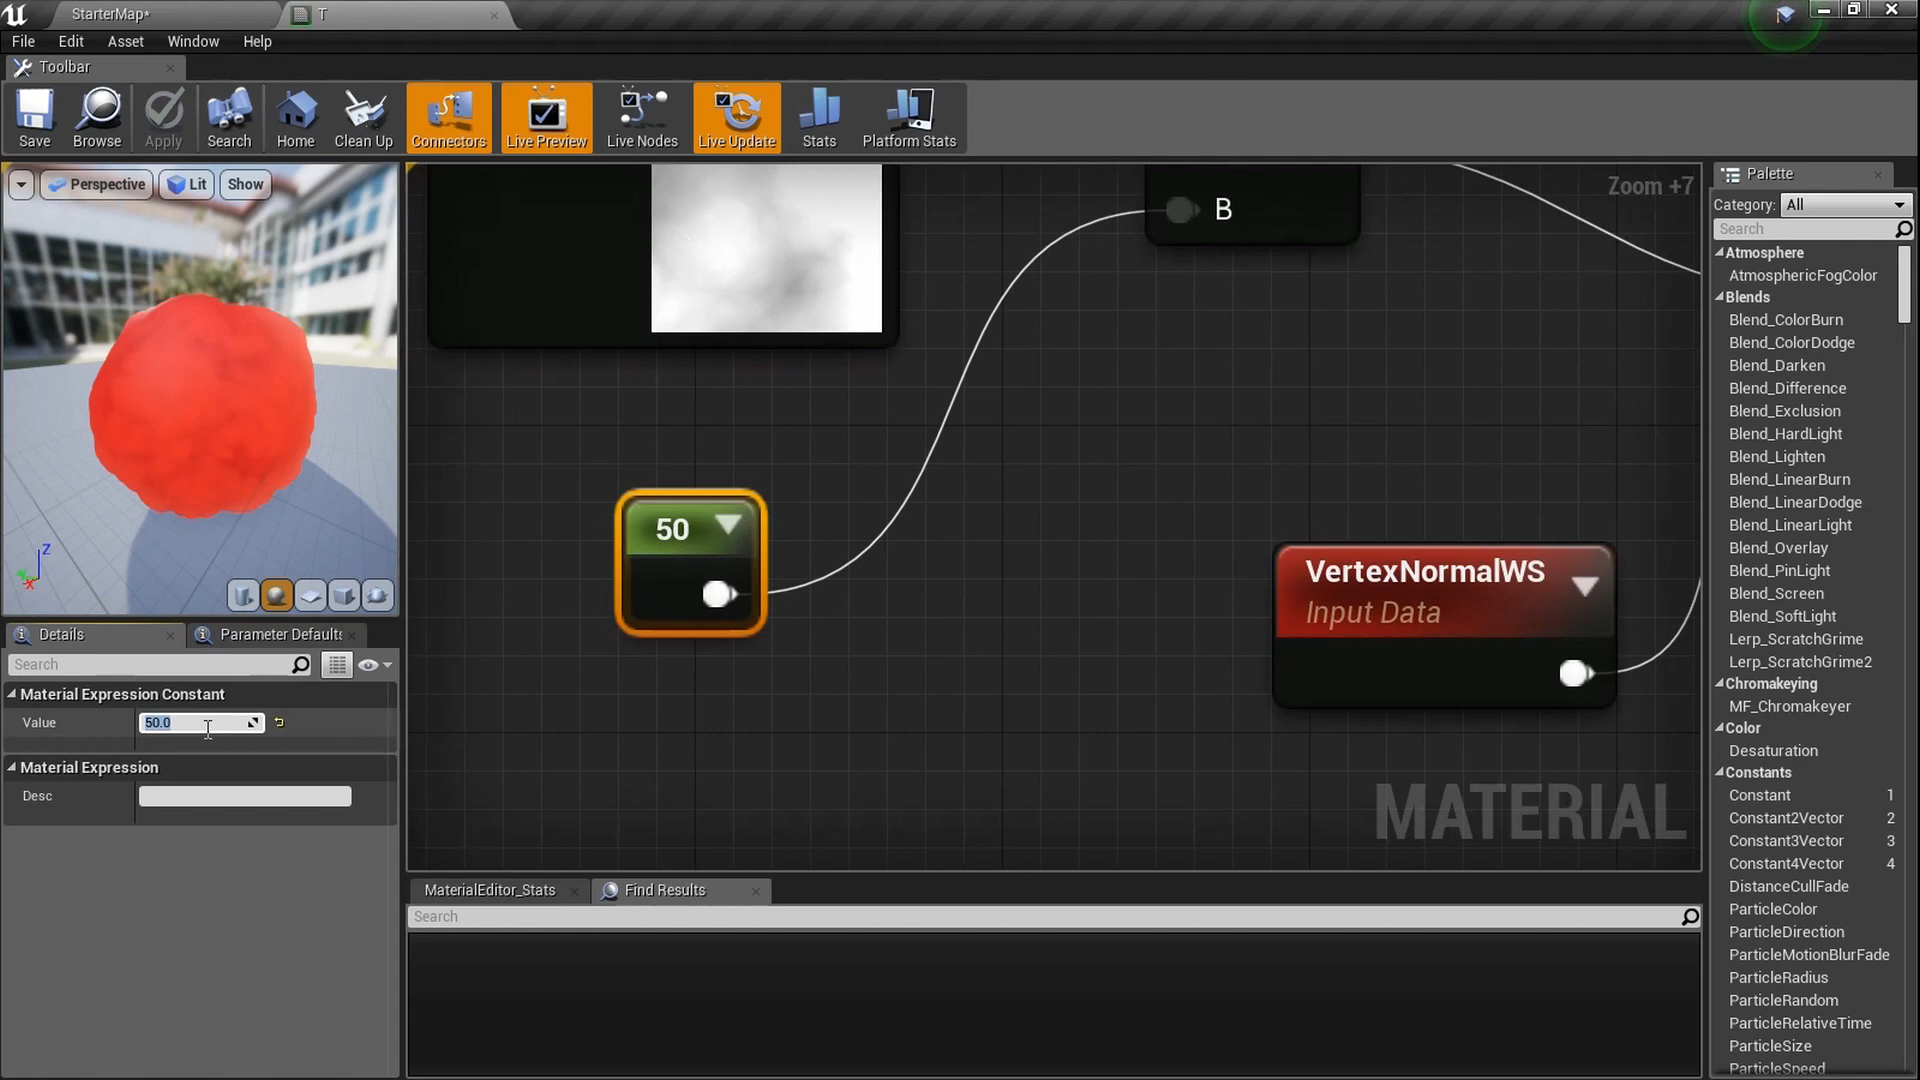 StarterMap*
T
File Edit Asset Window Help
Toolbar
Save Browse Apply Search Home Clean Up Connectors Live Preview Live Nodes Live Update Stats Platform Stats
Perspective Lit Show
Z
X
Details
Parameter Defaults
Search
Material Expression Constant
Value 50.0
Material Expression
Desc
Zoom +7
B
50
VertexNormalWS
Input Data
MATERIAL
MaterialEditor_Stats
Find Results
Search
Palette
Category: All
Search
Atmosphere
AtmosphericFogColor
Blends
Blend_ColorBurn
Blend_ColorDodge
Blend_Darken
Blend_Difference
Blend_Exclusion
Blend_HardLight
Blend_Lighten
Blend_LinearBurn
Blend_LinearDodge
Blend_LinearLight
Blend_Overlay
Blend_PinLight
Blend_Screen
Blend_SoftLight
Lerp_ScratchGrime
Lerp_ScratchGrime2
Chromakeying
MF_Chromakeyer
Color
Desaturation
Constants
Constant 1
Constant2Vector 2
Constant3Vector 3
Constant4Vector 4
DistanceCullFade
ParticleColor
ParticleDirection
ParticleMotionBlurFade
ParticleRadius
ParticleRandom
ParticleRelativeTime
ParticleSize
ParticleSpeed